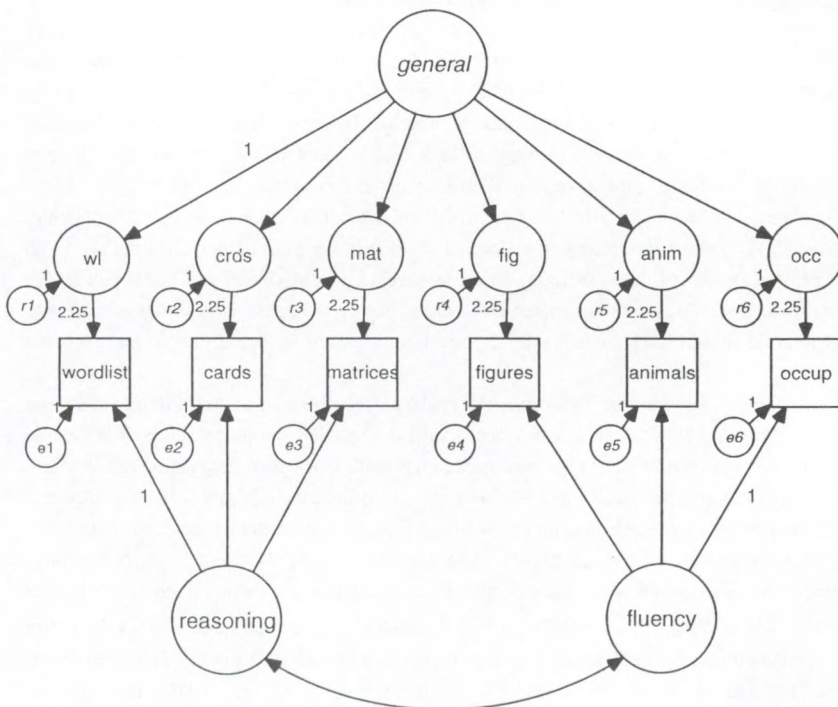 general
1
wl
crds
mat
fig
anim
occ
1
1
1
1
1
1
r1
r2
r3
r4
r5
r6
2.25
2.25
2.25
2.25
2.25
2.25
wordlist
cards
matrices
figures
animals
occup
1
1
1
1
1
1
e1
e2
e3
e4
e5
e6
1
1
reasoning
fluency